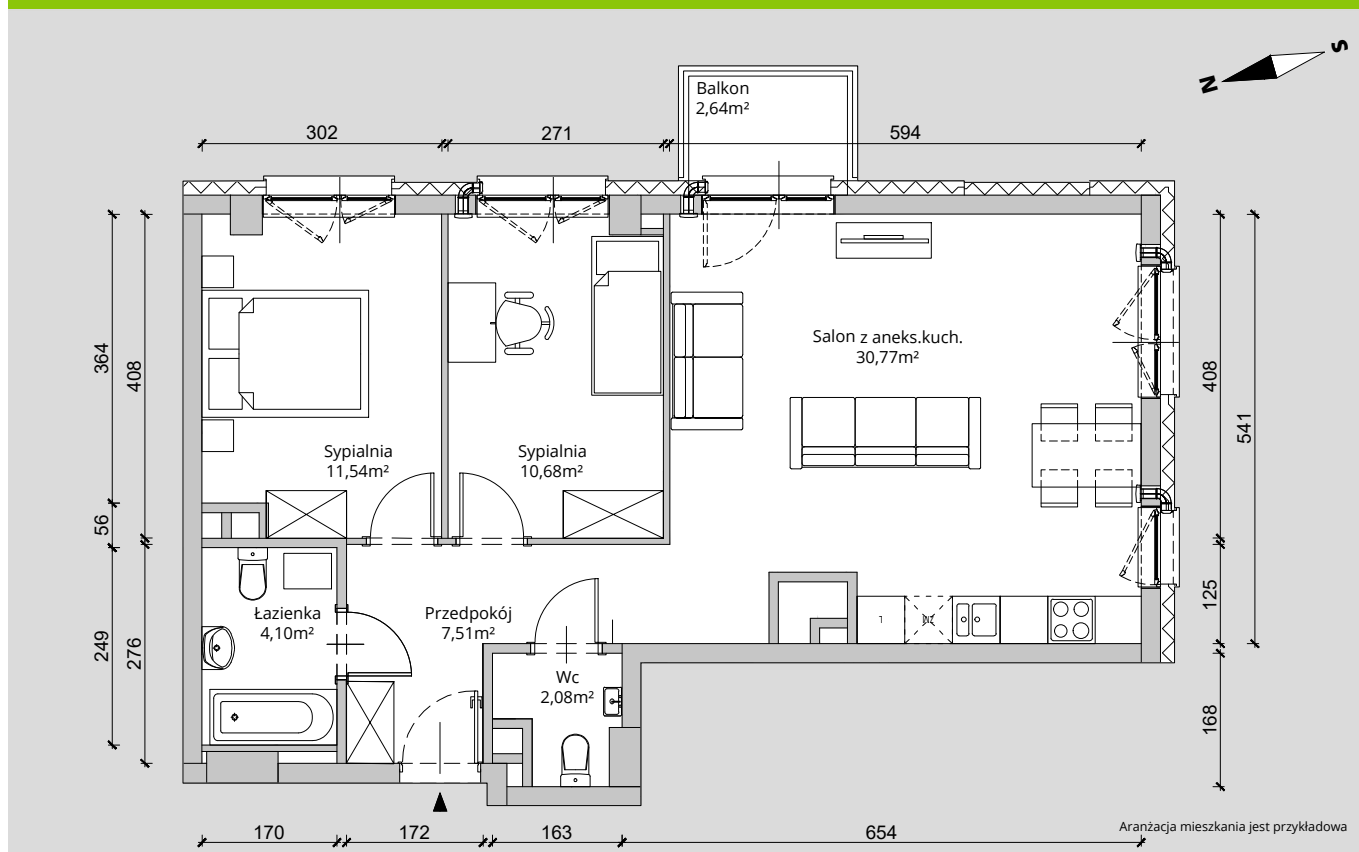 S
N
Balkon
2,64m²
302
271
594
364
408
56
249
276
Salon z aneks.kuch.
30,77m²
408
541
125
168
Sypialnia
11,54m²
Sypialnia
10,68m²
Łazienka
4,10m²
Przedpokój
7,51m²
Wc
2,08m²
L
ZM
170
172
163
654
Aranżacja mieszkania jest przykładowa